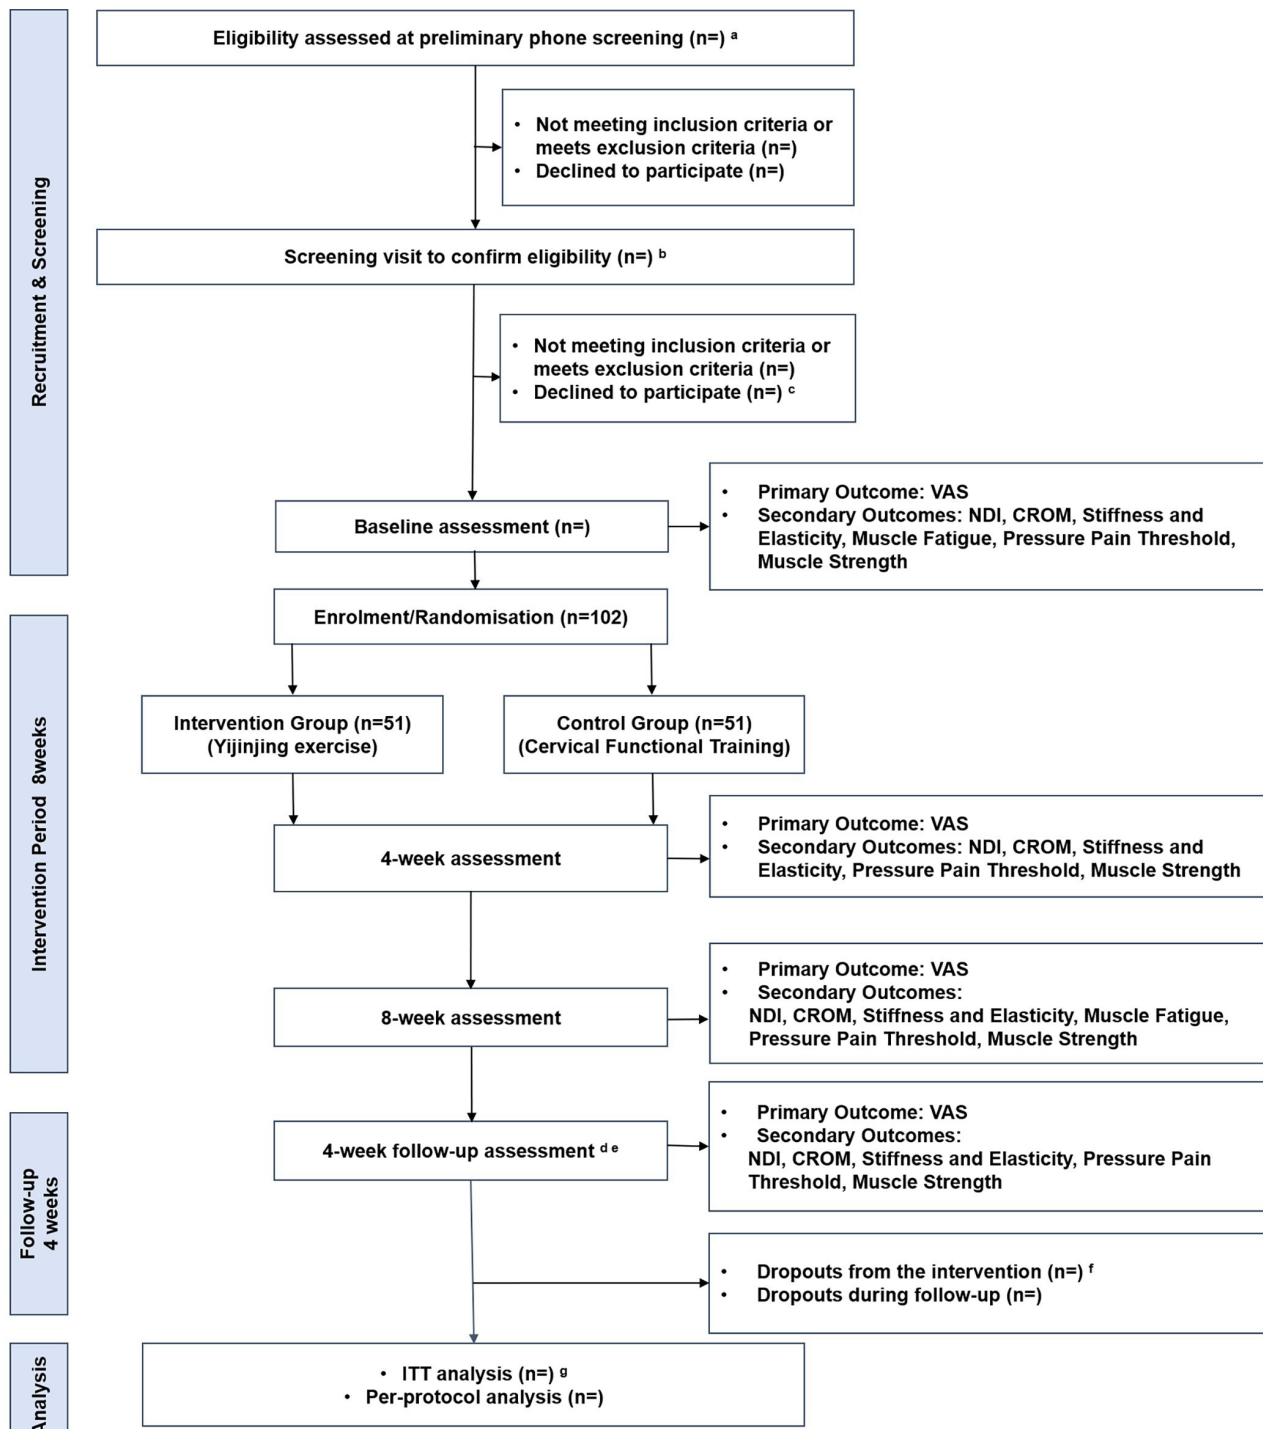 Recruitment & Screening
Eligibility assessed at preliminary phone screening (n=) ᵃ
• Not meeting inclusion criteria or
meets exclusion criteria (n=)
• Declined to participate (n=)
Screening visit to confirm eligibility (n=) ᵇ
• Not meeting inclusion criteria or
meets exclusion criteria (n=)
• Declined to participate (n=) ᶜ
Baseline assessment (n=)
• Primary Outcome: VAS
• Secondary Outcomes: NDI, CROM, Stiffness and
Elasticity, Muscle Fatigue, Pressure Pain Threshold,
Muscle Strength
Intervention Period 8weeks
Enrolment/Randomisation (n=102)
Intervention Group (n=51)
(Yijinjing exercise)
Control Group (n=51)
(Cervical Functional Training)
4-week assessment
• Primary Outcome: VAS
• Secondary Outcomes: NDI, CROM, Stiffness and
Elasticity, Pressure Pain Threshold, Muscle Strength
8-week assessment
• Primary Outcome: VAS
• Secondary Outcomes:
NDI, CROM, Stiffness and Elasticity, Muscle Fatigue,
Pressure Pain Threshold, Muscle Strength
Follow-up
4 weeks
4-week follow-up assessment ᵈ ᵉ
• Primary Outcome: VAS
• Secondary Outcomes:
NDI, CROM, Stiffness and Elasticity, Pressure Pain
Threshold, Muscle Strength
• Dropouts from the intervention (n=) ᶠ
• Dropouts during follow-up (n=)
Analysis
• ITT analysis (n=) ᵍ
• Per-protocol analysis (n=)